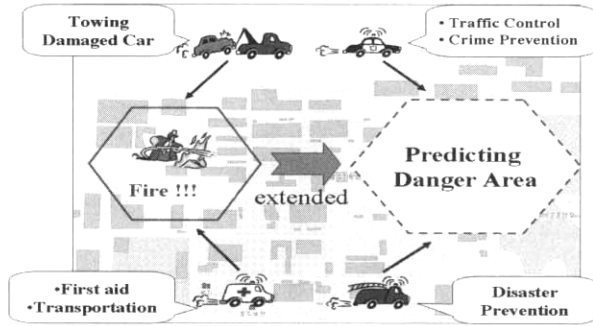 Towing
Damaged Car
• Traffic Control
• Crime Prevention
Fire !!!
extended
Predicting
Danger Area
•First aid
•Transportation
Disaster
Prevention